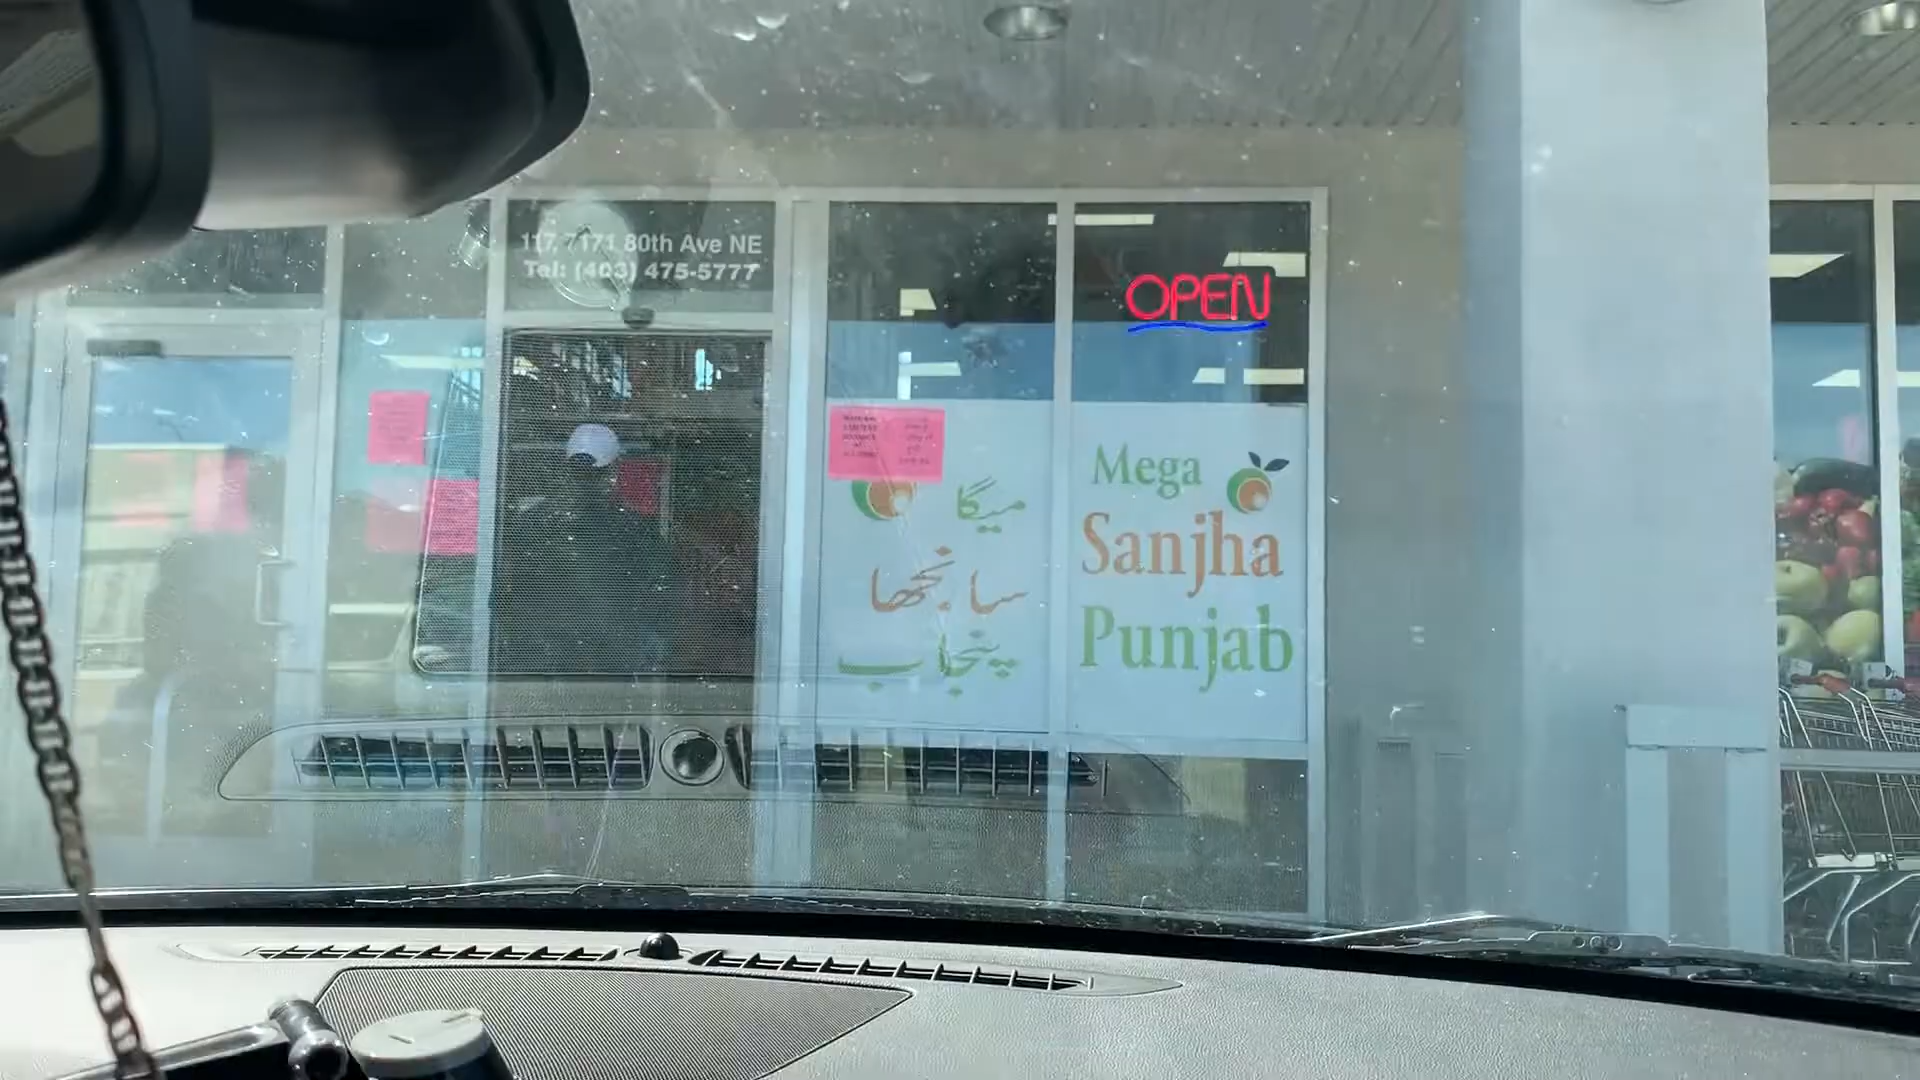 117, 7171 80th Ave NE
Tel: (403) 475-5777
OPEN
میگا
سانجھا
پنجاب
Mega
Sanjha
Punjab